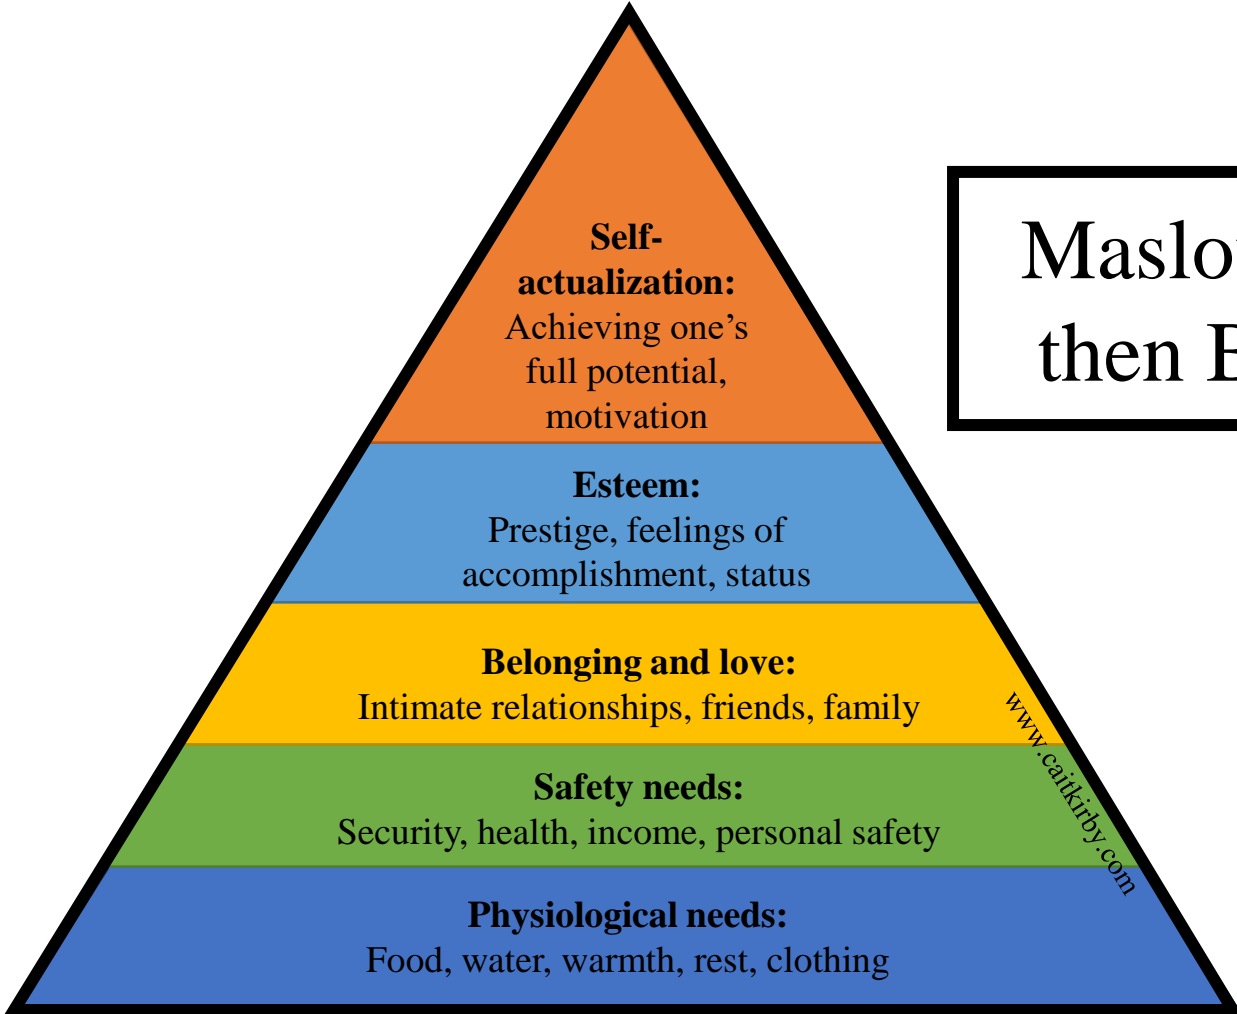 Self-
actualization:
Achieving one’s
full potential,
motivation
Maslo
then
Esteem:
Prestige, feelings of
accomplishment, status
Belonging and love:
Intimate relationships, friends, family
Safety needs:
Security, health, income, personal safety
Physiological needs:
Food, water, warmth, rest, clothing
www.caitkirby.com